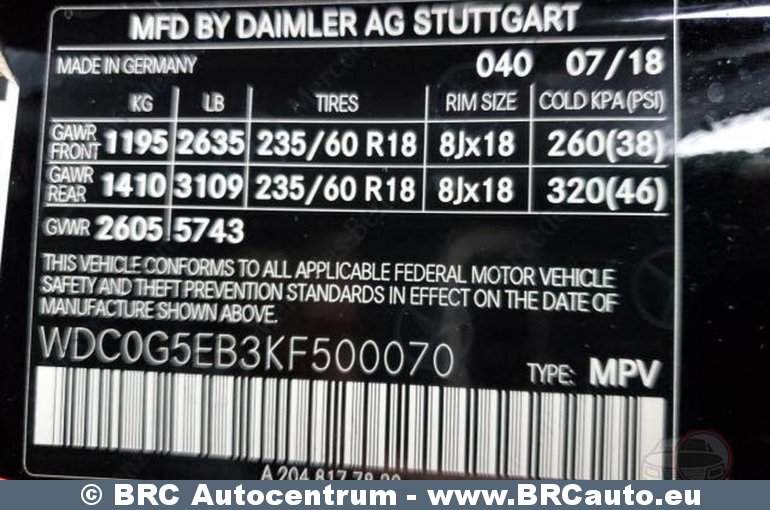 MFD BY DAIMLER AG STUTTGART
MADE IN GERMANY 040 07/18
KG LB TIRES RIM SIZE COLD KPA(PSI)
GAWR FRONT 1195 2635 235/60 R18 8Jx18 260(38)
GAWR REAR 1410 3109 235/60 R18 8Jx18 320(46)
GVWR 2605 5743
THIS VEHICLE CONFORMS TO ALL APPLICABLE FEDERAL MOTOR VEHICLE
SAFETY AND THEFT PREVENTION STANDARDS IN EFFECT ON THE DATE OF
MANUFACTURE SHOWN ABOVE.
WDC0G5EB3KF500070
TYPE: MPV
A 204 817
© BRC Autocentrum - www.BRCauto.eu